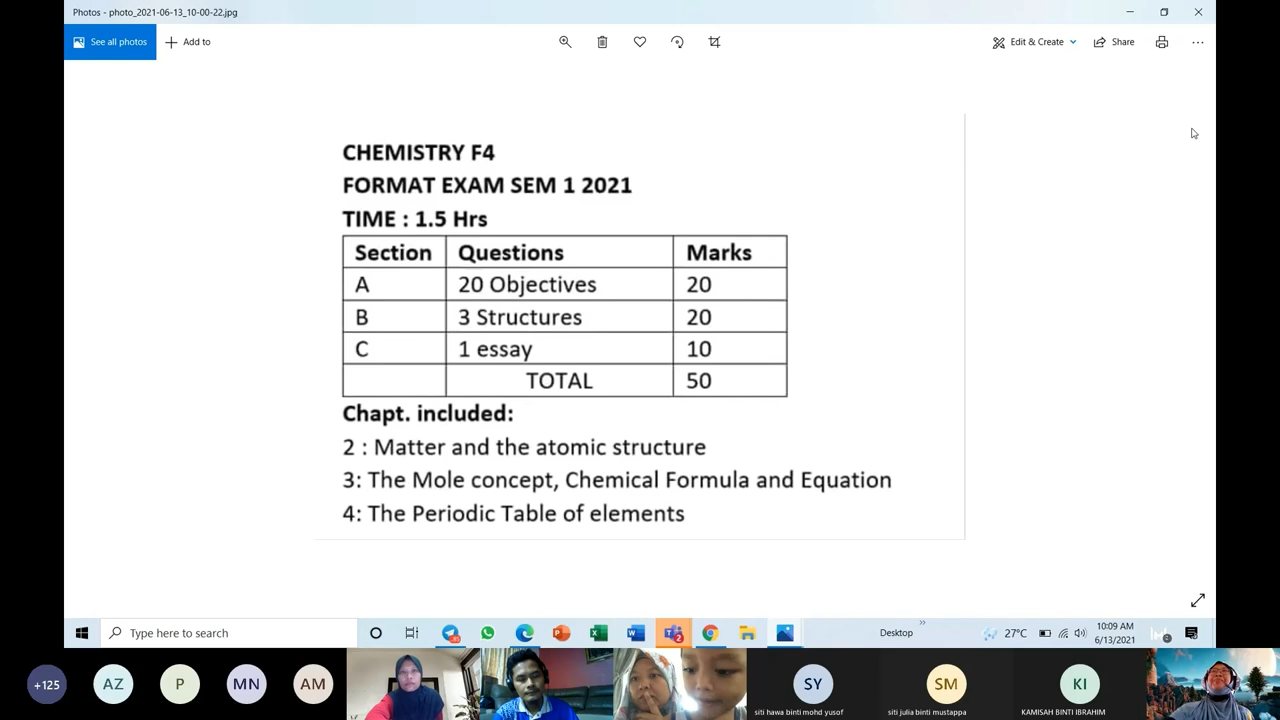 Photos - photo_2021-06-13_10-00-22.jpg
See all photos
Add to
Edit & Create
Share
CHEMISTRY F4
FORMAT EXAM SEM 1 2021
TIME : 1.5 Hrs
Section Questions Marks
A 20 Objectives 20
B 3 Structures 20
C 1 essay 10
TOTAL 50
Chapt. included:
2 : Matter and the atomic structure
3: The Mole concept, Chemical Formula and Equation
4: The Periodic Table of elements
Type here to search
Desktop
27°C
10:09 AM
6/13/2021
+125
AZ
P
MN
AM
SY
siti hawa binti mohd yusof
SM
siti julia binti mustappa
KI
KAMISAH BINTI IBRAHIM